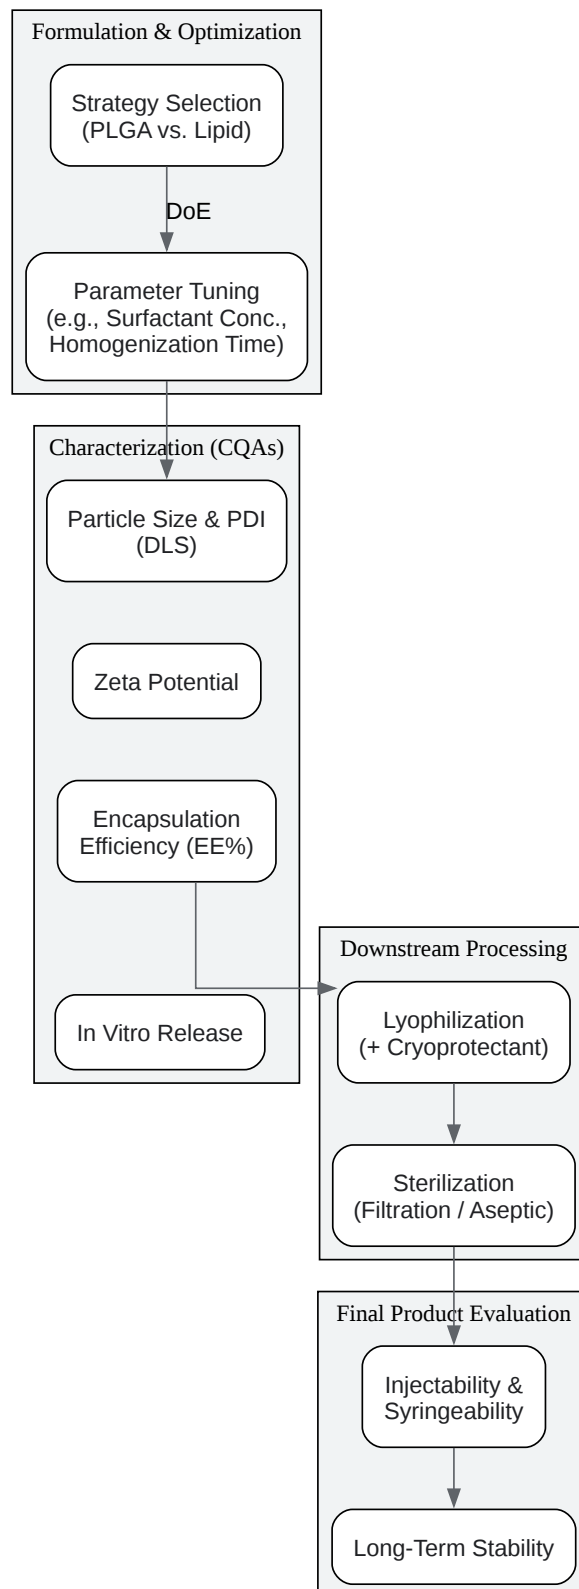 Formulation & Optimization
Strategy Selection
(PLGA vs. Lipid)
DoE
Parameter Tuning
(e.g., Surfactant Conc.,
Homogenization Time)
Characterization (CQAs)
Particle Size & PDI
(DLS)
Zeta Potential
Encapsulation
Efficiency (EE%)
In Vitro Release
Downstream Processing
Lyophilization
(+ Cryoprotectant)
Sterilization
(Filtration / Aseptic)
Final Product Evaluation
Injectability &
Syringeability
Long-Term Stability